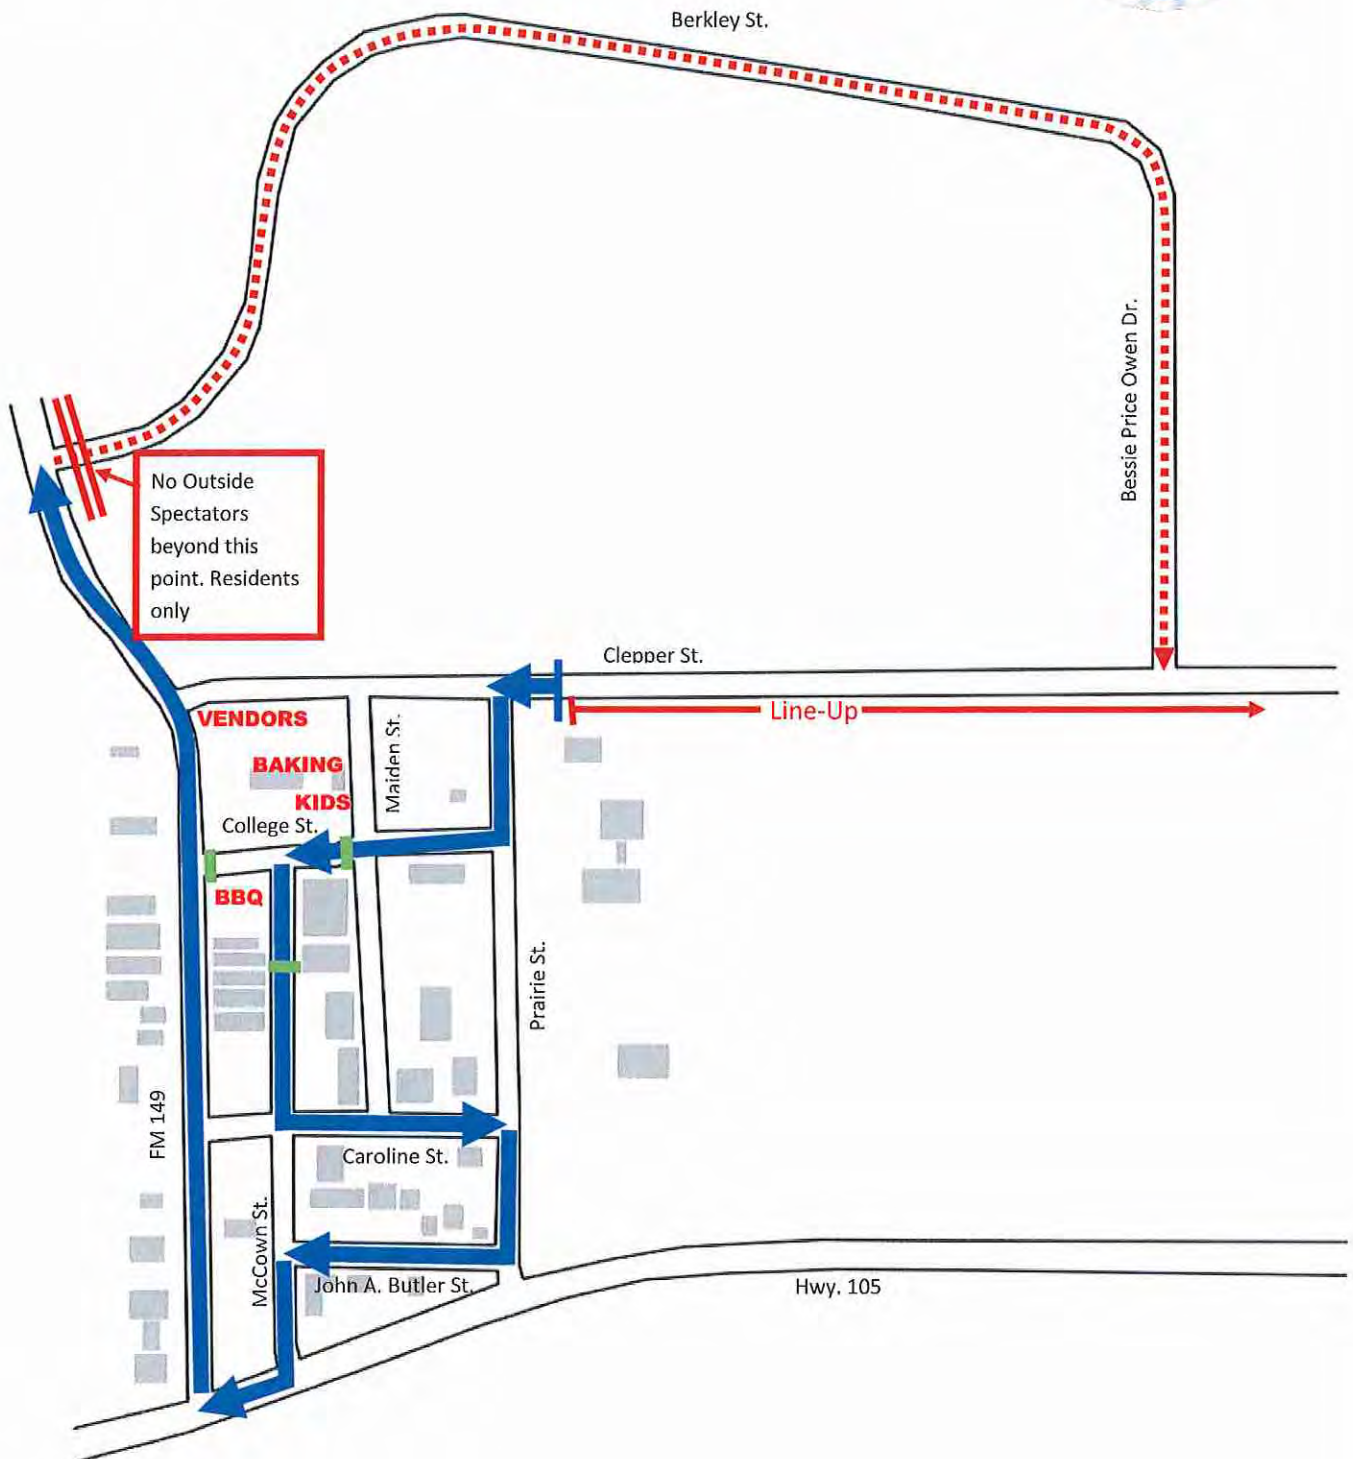 Berkley St.
Bessie Price Owen Dr.
No Outside
Spectators
beyond this
point. Residents
only
Clepper St.
Line-Up
VENDORS
Maiden St.
BAKING
KIDS
College St.
BBQ
Prairie St.
FM 149
Caroline St.
McCown St.
John A. Butler St.
Hwy. 105